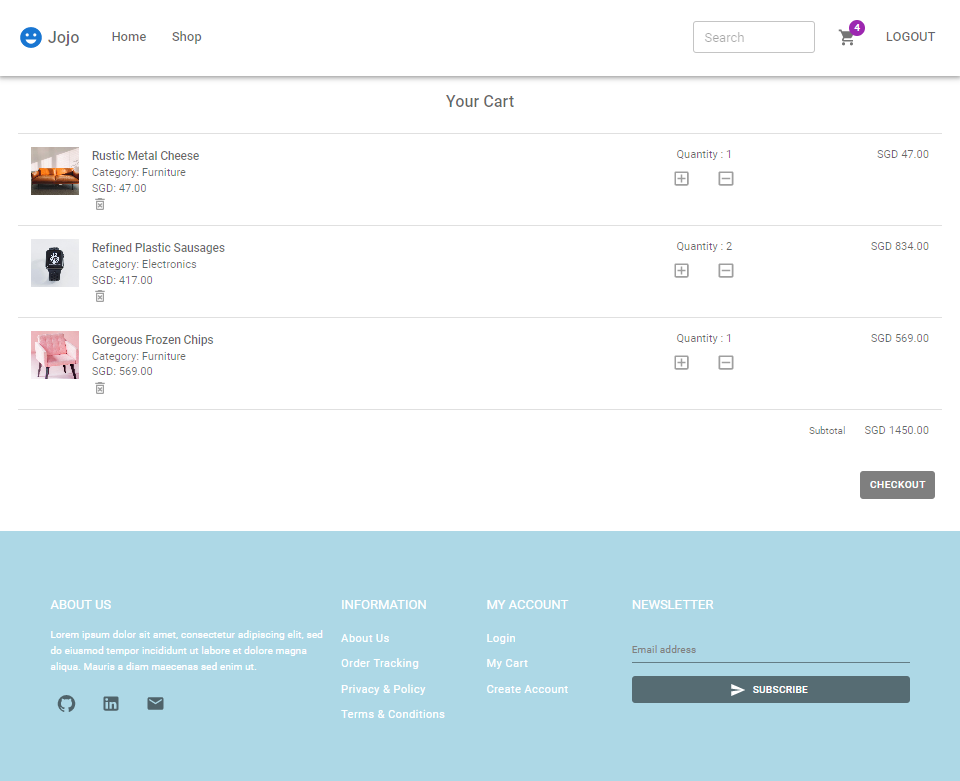 Jojo Home Shop Search 4 LOGOUT
Your Cart
Rustic Metal Cheese Quantity : 1 SGD 47.00
Category: Furniture
SGD: 47.00
Refined Plastic Sausages Quantity : 2 SGD 834.00
Category: Electronics
SGD: 417.00
Gorgeous Frozen Chips Quantity : 1 SGD 569.00
Category: Furniture
SGD: 569.00
Subtotal SGD 1450.00
CHECKOUT
ABOUT US
Lorem ipsum dolor sit amet, consectetur adipiscing elit, sed
do eiusmod tempor incididunt ut labore et dolore magna
aliqua. Mauris a diam maecenas sed enim ut.
INFORMATION
About Us
Order Tracking
Privacy & Policy
Terms & Conditions
MY ACCOUNT
Login
My Cart
Create Account
NEWSLETTER
Email address
SUBSCRIBE